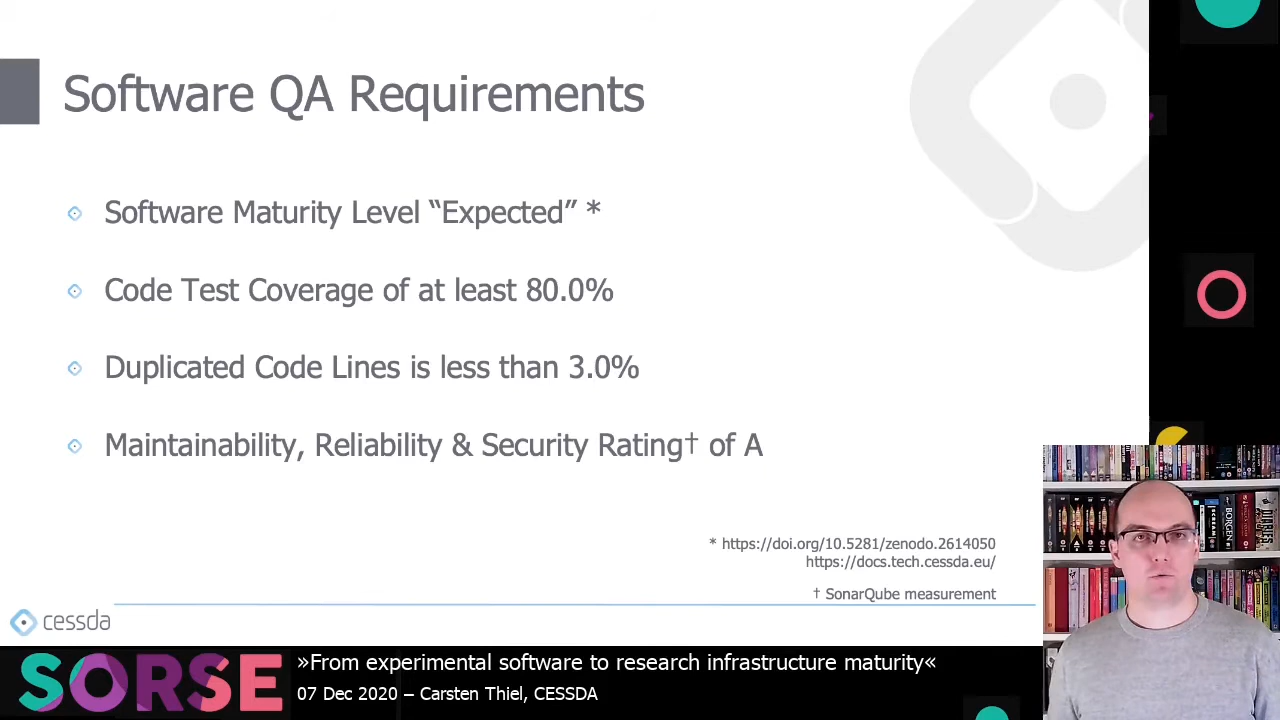 Software QA Requirements
Software Maturity Level “Expected” *
Code Test Coverage of at least 80.0%
Duplicated Code Lines is less than 3.0%
Maintainability, Reliability & Security Rating† of A
* https://doi.org/10.5281/zenodo.2614050
https://docs.tech.cessda.eu/
† SonarQube measurement
cessda
SORSE
»From experimental software to research infrastructure maturity«
07 Dec 2020 – Carsten Thiel, CESSDA
BORGEN